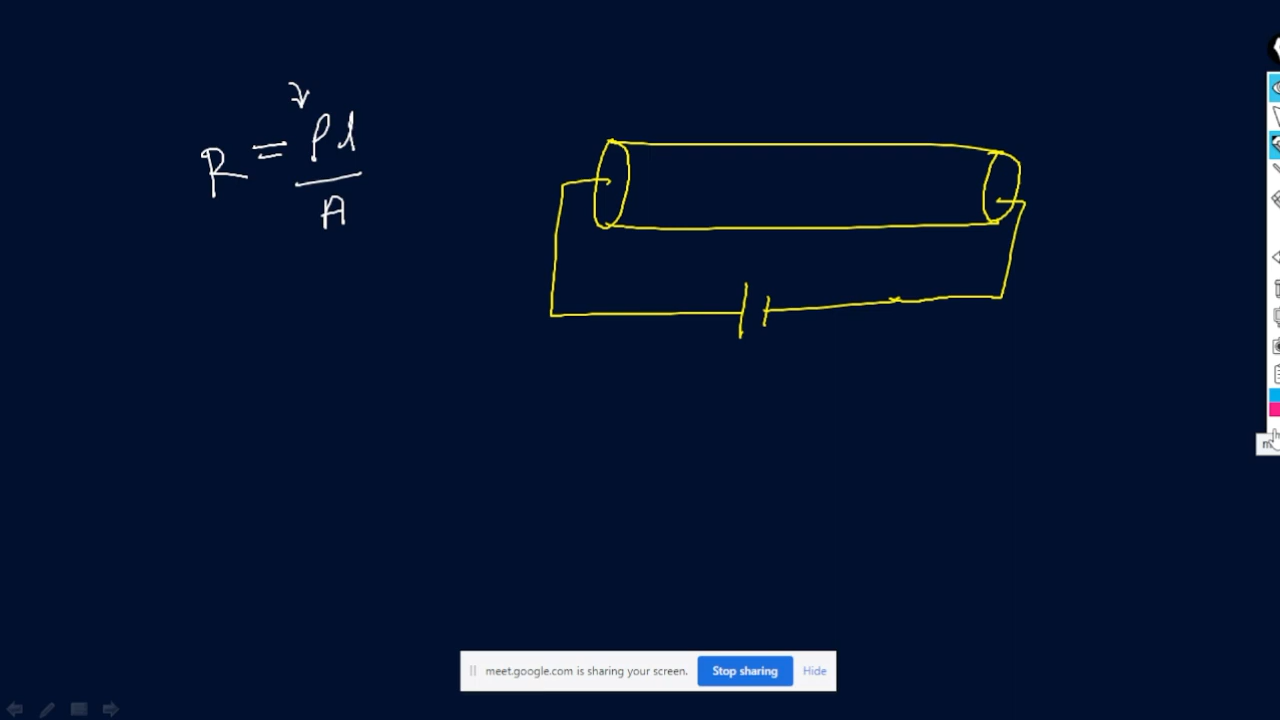 R = ρl
A
meet.google.com is sharing your screen. Stop sharing Hide